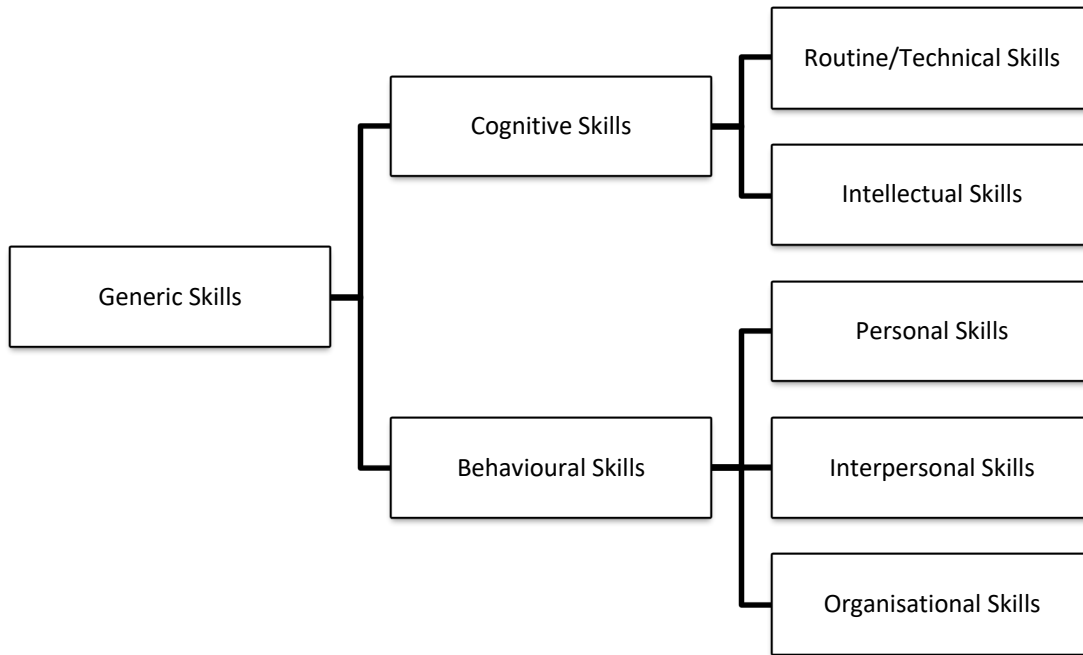 Generic Skills
Cognitive Skills
Routine/Technical Skills
Intellectual Skills
Behavioural Skills
Personal Skills
Interpersonal Skills
Organisational Skills